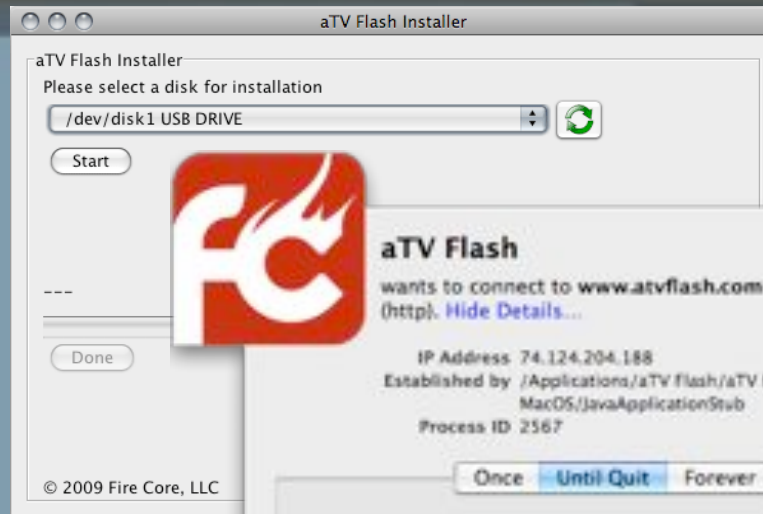 aTV Flash Installer
aTV Flash Installer
Please select a disk for installation
/dev/disk1 USB DRIVE
Start
FC
aTV Flash
wants to connect to www.atvflash.com
(http). Hide Details...
---
IP Address 74.124.204.188
Done
Established by /Applications/aTV Flash/aTV
MacOS/JavaApplicationStub
Process ID 2567
Once Until Quit Forever
© 2009 Fire Core, LLC